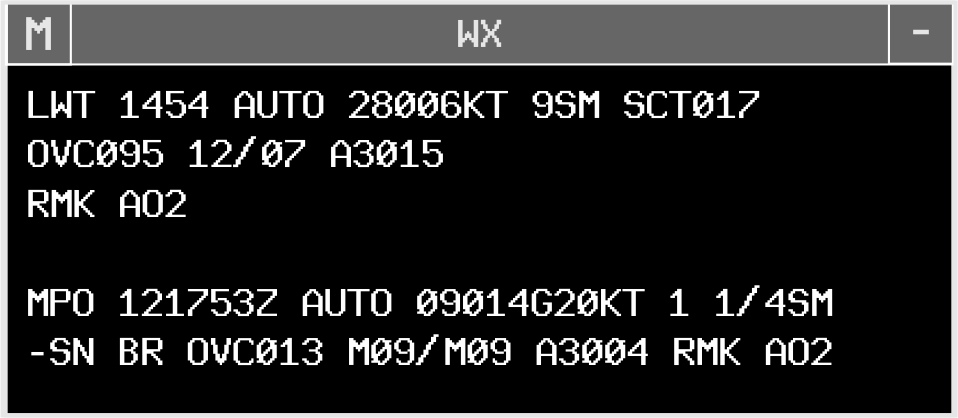 M WX -
LWT 1454 AUTO 28006KT 9SM SCT017
OVC095 12/07 A3015
RMK AO2
MPO 121753Z AUTO 09014G20KT 1 1/4SM
-SN BR OVC013 M09/M09 A3004 RMK AO2